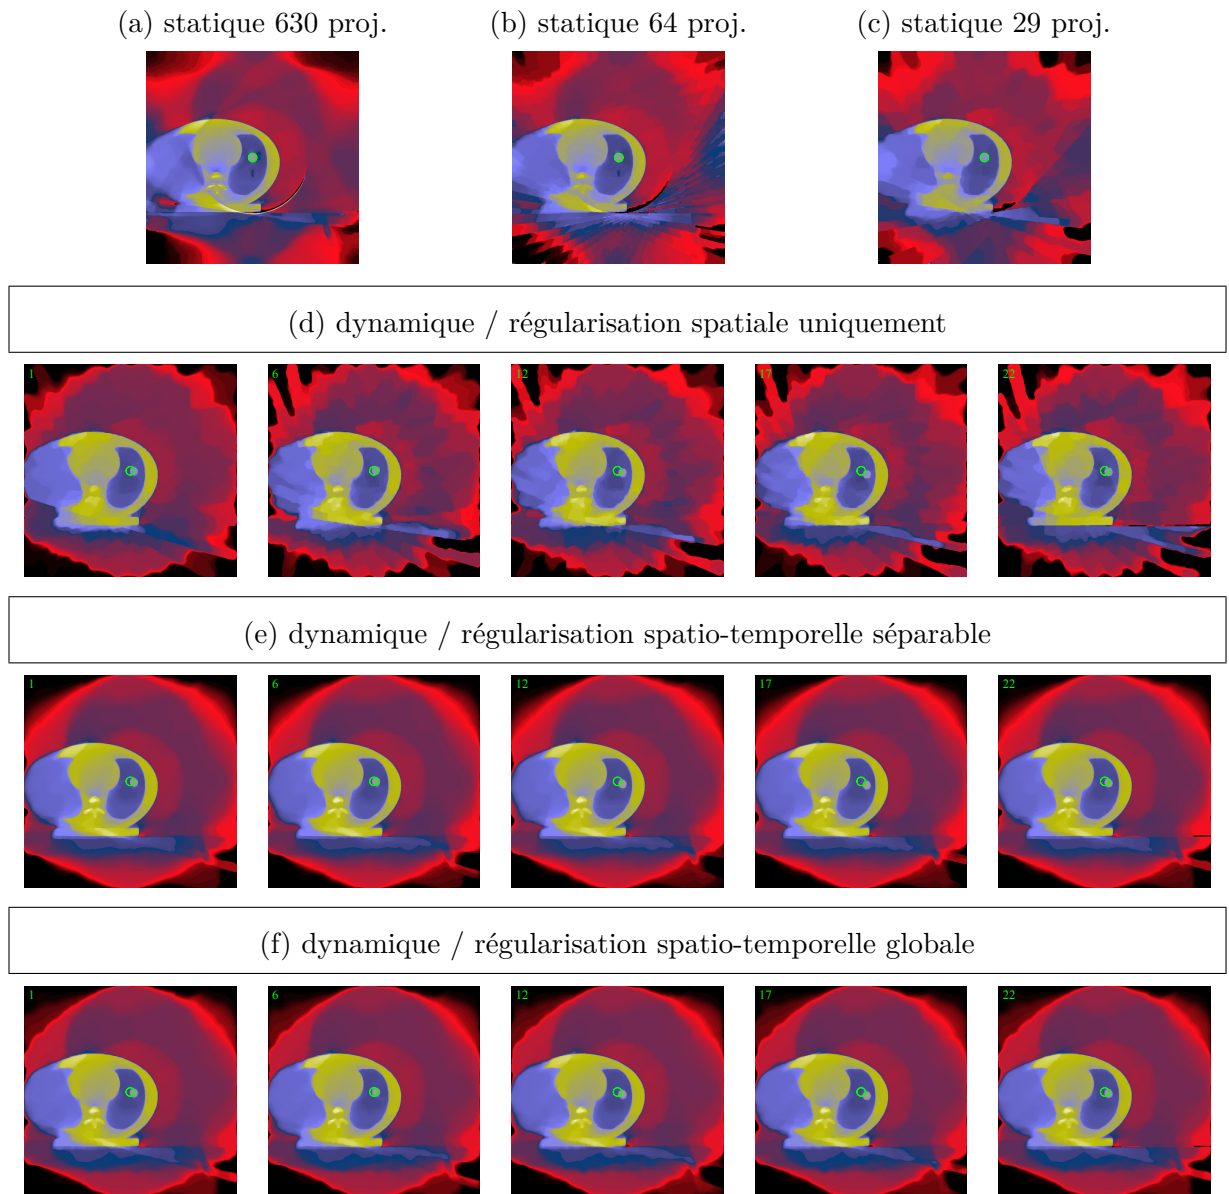 (a) statique 630 proj.
(b) statique 64 proj.
(c) statique 29 proj.
(d) dynamique / régularisation spatiale uniquement
1
6
12
17
22
(e) dynamique / régularisation spatio-temporelle séparable
1
6
12
17
22
(f) dynamique / régularisation spatio-temporelle globale
1
6
12
17
22